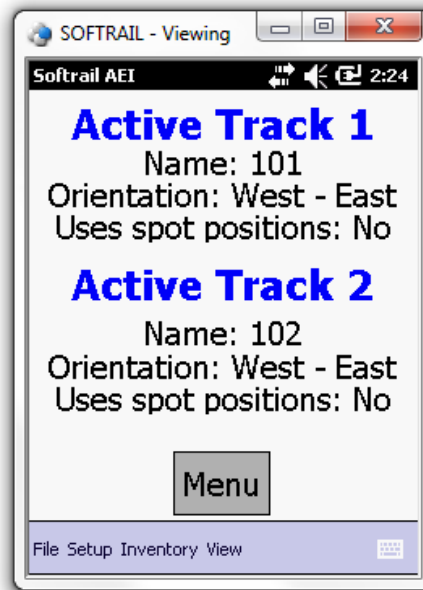 SOFTRAIL - Viewing
Softrail AEI 2:24
Active Track 1
Name: 101
Orientation: West - East
Uses spot positions: No
Active Track 2
Name: 102
Orientation: West - East
Uses spot positions: No
Menu
File Setup Inventory View